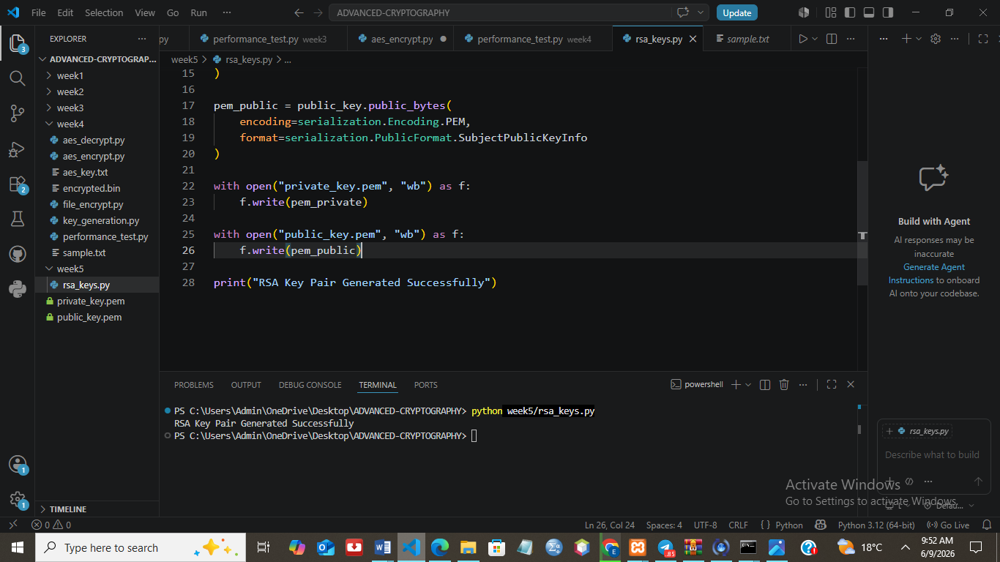 File Edit Selection View Go Run ··· ADVANCED-CRYPTOGRAPHY Update
EXPLORER ···
py performance_test.py week3 aes_encrypt.py performance_test.py week4 rsa_keys.py sample.txt
ADVANCED-CRYPTOGRAP...
week1
week2
week3
week4
aes_decrypt.py
aes_encrypt.py
aes_key.txt
encrypted.bin
file_encrypt.py
key_generation.py
performance_test.py
sample.txt
week5
rsa_keys.py
private_key.pem
public_key.pem
TIMELINE
3
2
1
1
week5 > rsa_keys.py > ...
15 )
16
17 pem_public = public_key.public_bytes(
18     encoding=serialization.Encoding.PEM,
19     format=serialization.PublicFormat.SubjectPublicKeyInfo
20 )
21
22 with open("private_key.pem", "wb") as f:
23     f.write(pem_private)
24
25 with open("public_key.pem", "wb") as f:
26     f.write(pem_public)
27
28 print("RSA Key Pair Generated Successfully")
PROBLEMS OUTPUT DEBUG CONSOLE TERMINAL PORTS powershell
PS C:\Users\Admin\OneDrive\Desktop\ADVANCED-CRYPTOGRAPHY> python week5/rsa_keys.py
RSA Key Pair Generated Successfully
PS C:\Users\Admin\OneDrive\Desktop\ADVANCED-CRYPTOGRAPHY>
Build with Agent
AI responses may be
inaccurate
Generate Agent
Instructions to onboard
AI onto your codebase.
rsa_keys.py
Describe what to build
Activate Windows
Go to Settings to activate Windows.
Defau...
0 0 Ln 26, Col 24 Spaces: 4 UTF-8 CRLF { } Python Python 3.12 (64-bit) Go Live
Type here to search .85 18°C 9:52 AM
6/9/2026